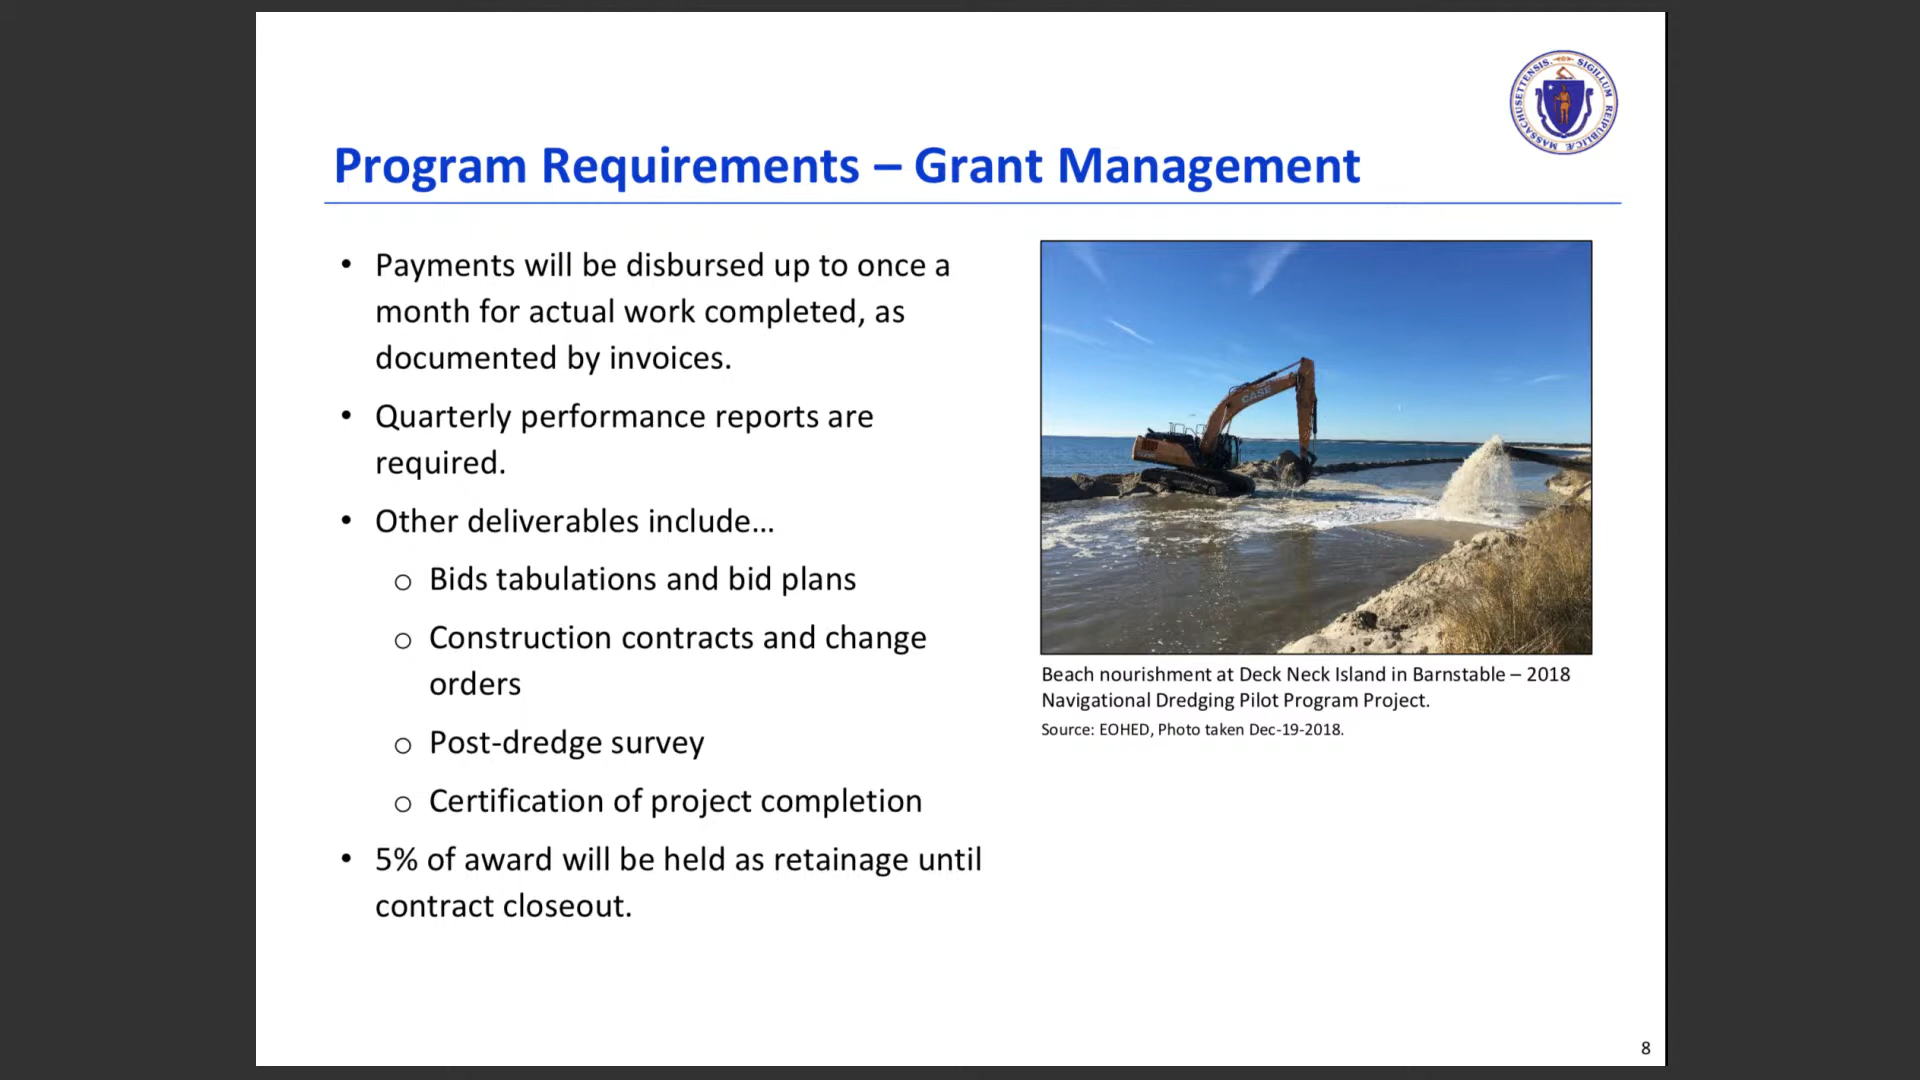 MASSACHUSETTENSIS. SIGILLUM REIPUBLICÆ
Program Requirements – Grant Management
• Payments will be disbursed up to once a
month for actual work completed, as
documented by invoices.
• Quarterly performance reports are
required.
• Other deliverables include...
o Bids tabulations and bid plans
o Construction contracts and change
orders
o Post-dredge survey
o Certification of project completion
• 5% of award will be held as retainage until
contract closeout.
CASE
Beach nourishment at Deck Neck Island in Barnstable – 2018
Navigational Dredging Pilot Program Project.
Source: EOHED, Photo taken Dec-19-2018.
8